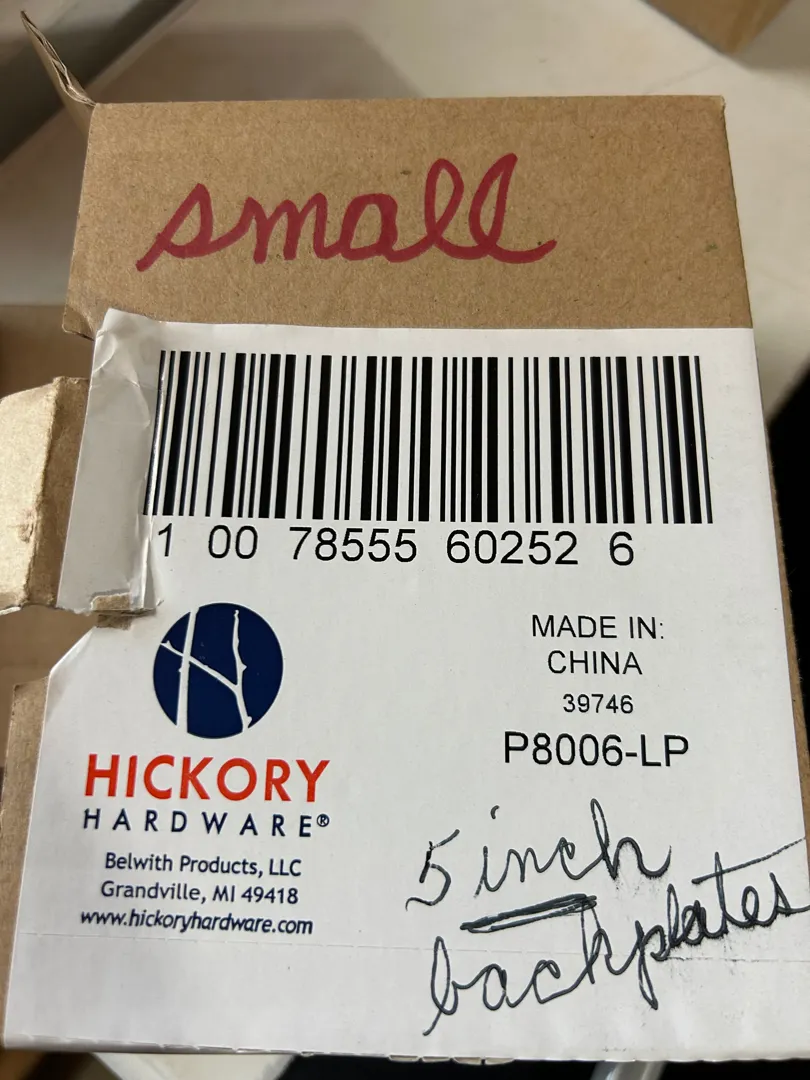 small
1 00 78555 60252 6
MADE IN:
CHINA
39746
P8006-LP
HICKORY
HARDWARE®
Belwith Products, LLC
Grandville, MI 49418
www.hickoryhardware.com
5 inch
backplates